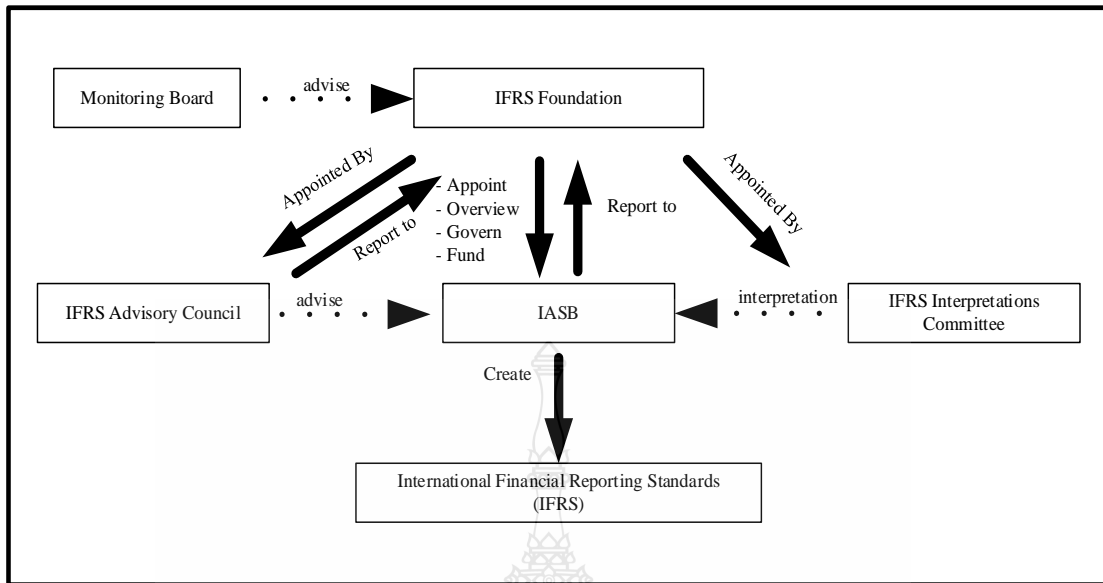 Monitoring Board
advise
IFRS Foundation
Appointed By
Report to
- Appoint
- Overview
- Govern
- Fund
Report to
Appointed By
IFRS Advisory Council
advise
IASB
interpretation
IFRS Interpretations
Committee
Create
International Financial Reporting Standards
(IFRS)